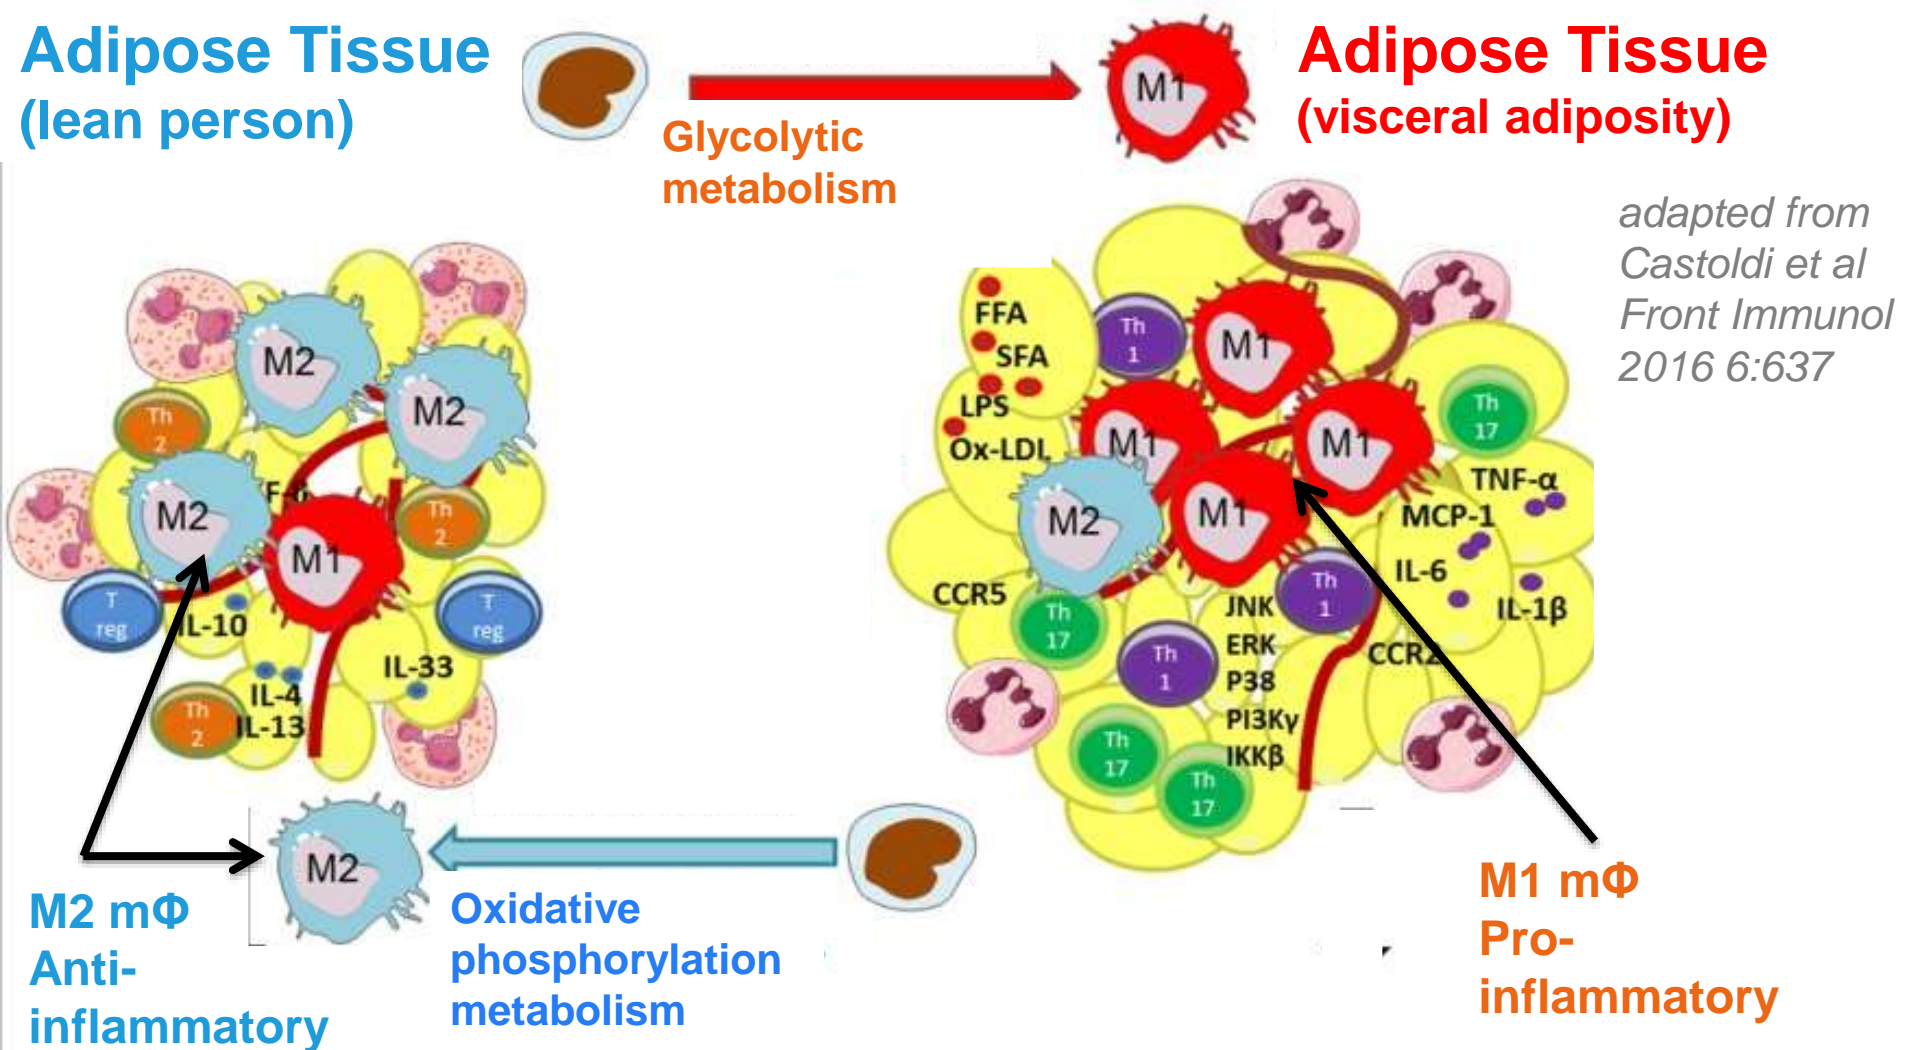 Adipose Tissue
(lean person)
Glycolytic
metabolism
M1
Adipose Tissue
(visceral adiposity)
adapted from
Castoldi et al
Front Immunol
2016 6:637
M2
M2
Th
2
M2
Th
2
M1
T
reg
IL-10
T
reg
IL-33
IL-4
IL-13
Th
2
FFA
SFA
LPS
Ox-LDL
Th
1
M1
M1
M1
Th
17
M2
M1
TNF-α
MCP-1
IL-6
IL-1β
CCR5
Th
17
Th
1
Th
1
JNK
ERK
P38
PI3Kγ
IKKβ
CCR2
Th
17
Th
17
M2
M2 mΦ
Anti-
inflammatory
Oxidative
phosphorylation
metabolism
M1 mΦ
Pro-
inflammatory